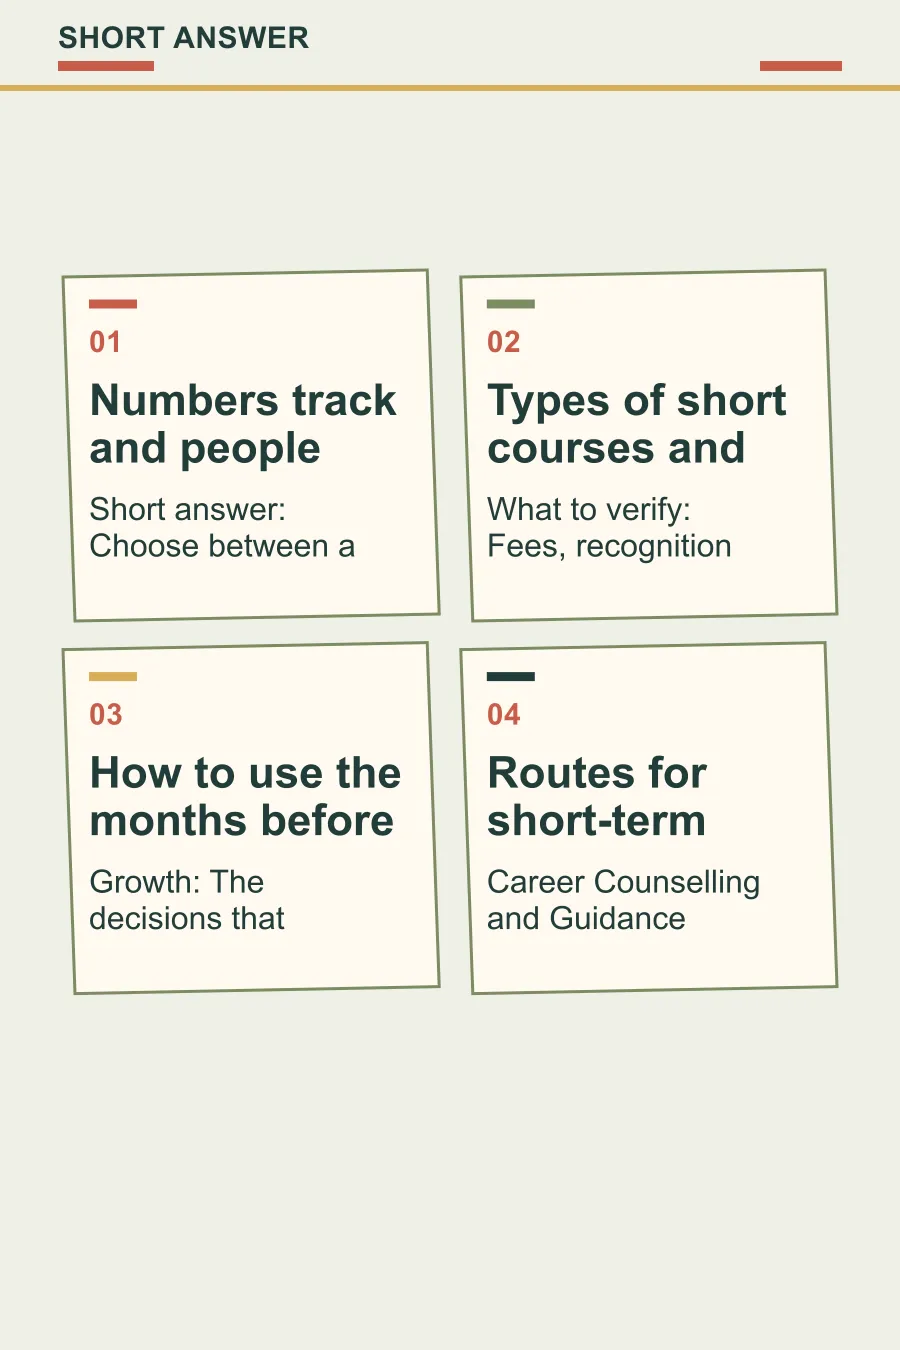 SHORT ANSWER
01
Numbers track
and people
Short answer:
Choose between a
02
Types of short
courses and
What to verify:
Fees, recognition
03
How to use the
months before
Growth: The
decisions that
04
Routes for
short-term
Career Counselling
and Guidance